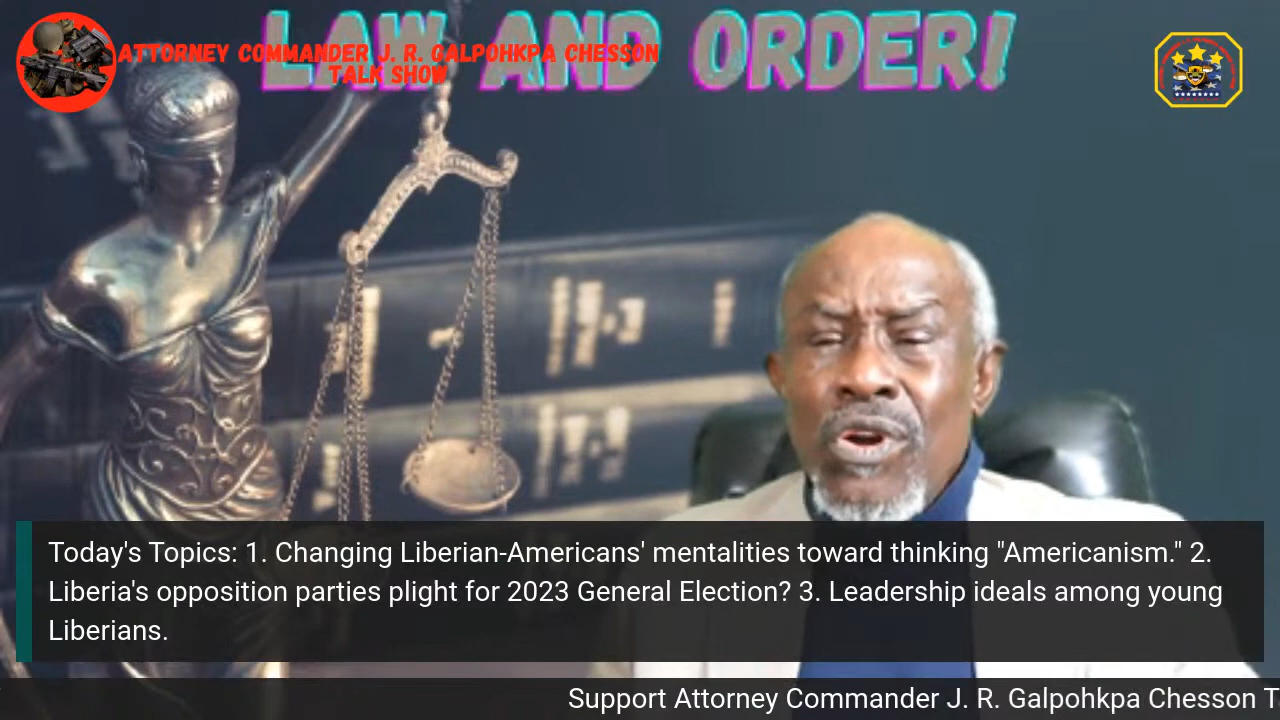 LAW AND ORDER!
ATTORNEY COMMANDER J. R. GALPOHKPA CHESSON
TALK SHOW
Today's Topics: 1. Changing Liberian-Americans' mentalities toward thinking "Americanism." 2.
Liberia's opposition parties plight for 2023 General Election? 3. Leadership ideals among young
Liberians.
Support Attorney Commander J. R. Galpohkpa Chesson T